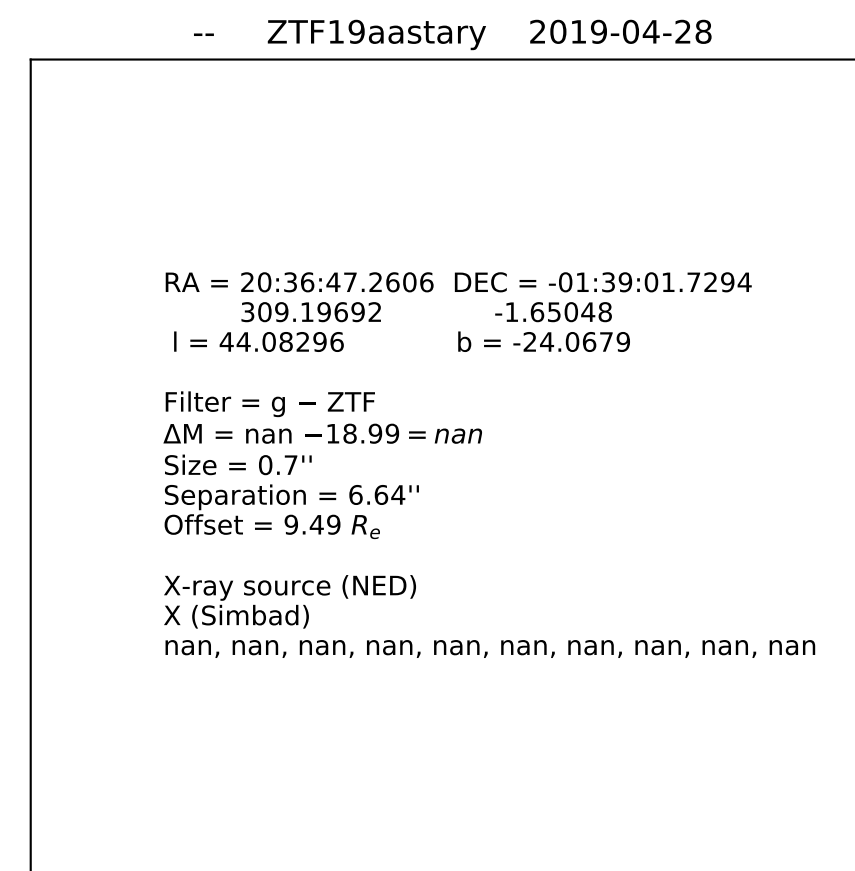 -- ZTF19aastary 2019-04-28
RA = 20:36:47.2606 DEC = -01:39:01.7294
309.19692 -1.65048
l = 44.08296 b = -24.0679
Filter = g − ZTF
ΔM = nan −18.99 = nan
Size = 0.7''
Separation = 6.64''
Offset = 9.49 Re
X-ray source (NED)
X (Simbad)
nan, nan, nan, nan, nan, nan, nan, nan, nan, nan